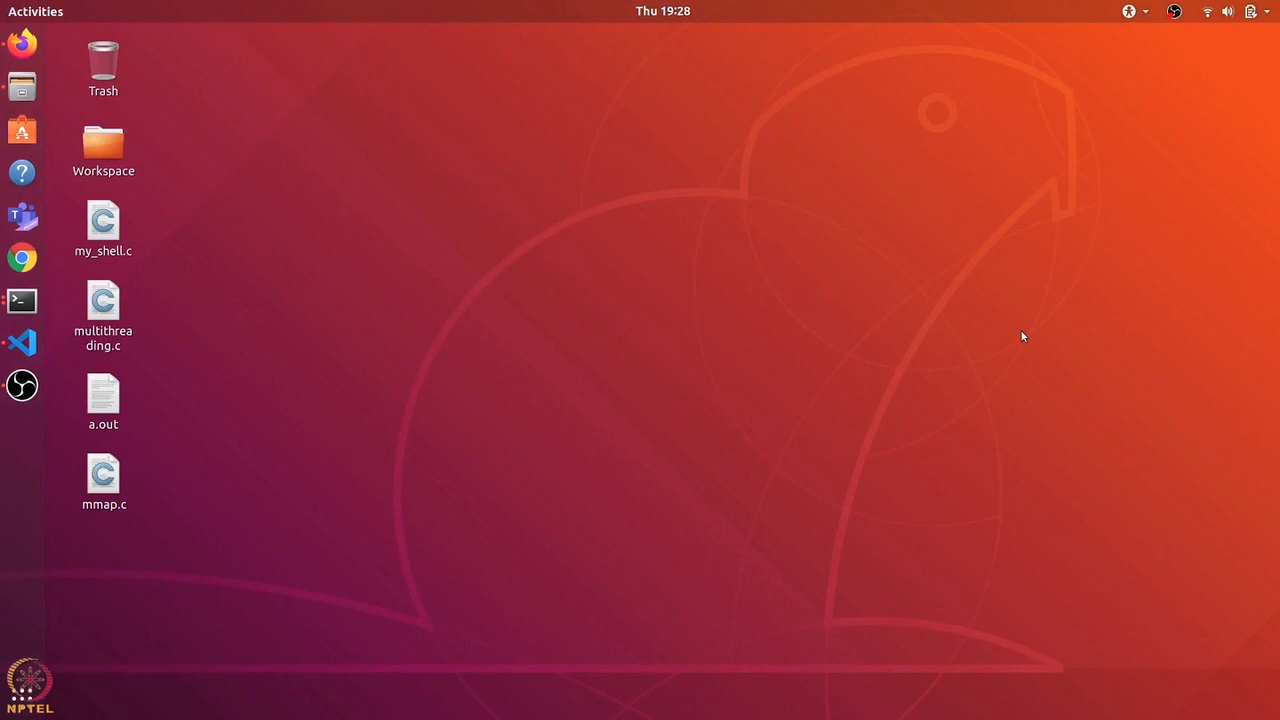 Activities
Thu 19:28
Trash
Workspace
my_shell.c
multithrea
ding.c
a.out
mmap.c
NPTEL